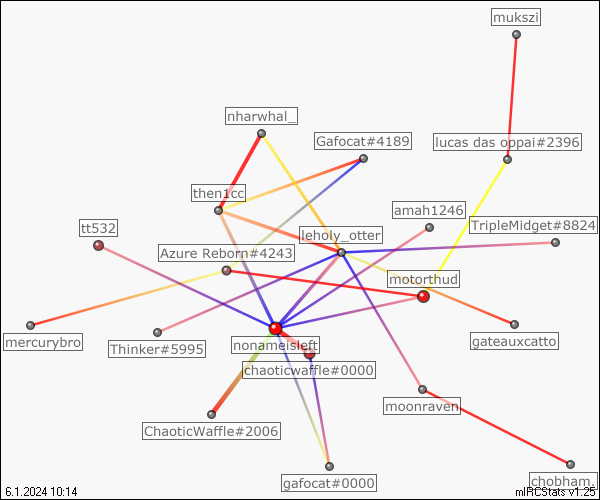 mukszi
nharwhal_
Gafocat#4189
lucas das oppai#2396
then1cc
amah1246
tt532
leholy_otter
TripleMidget#8824
Azure Reborn#4243
motorthud
mercurybro
Thinker#5995
nonameisleft
gateauxcatto
chaoticwaffle#0000
moonraven
ChaoticWaffle#2006
gafocat#0000
chobham.
6.1.2024 10:14
mIRCStats v1.25